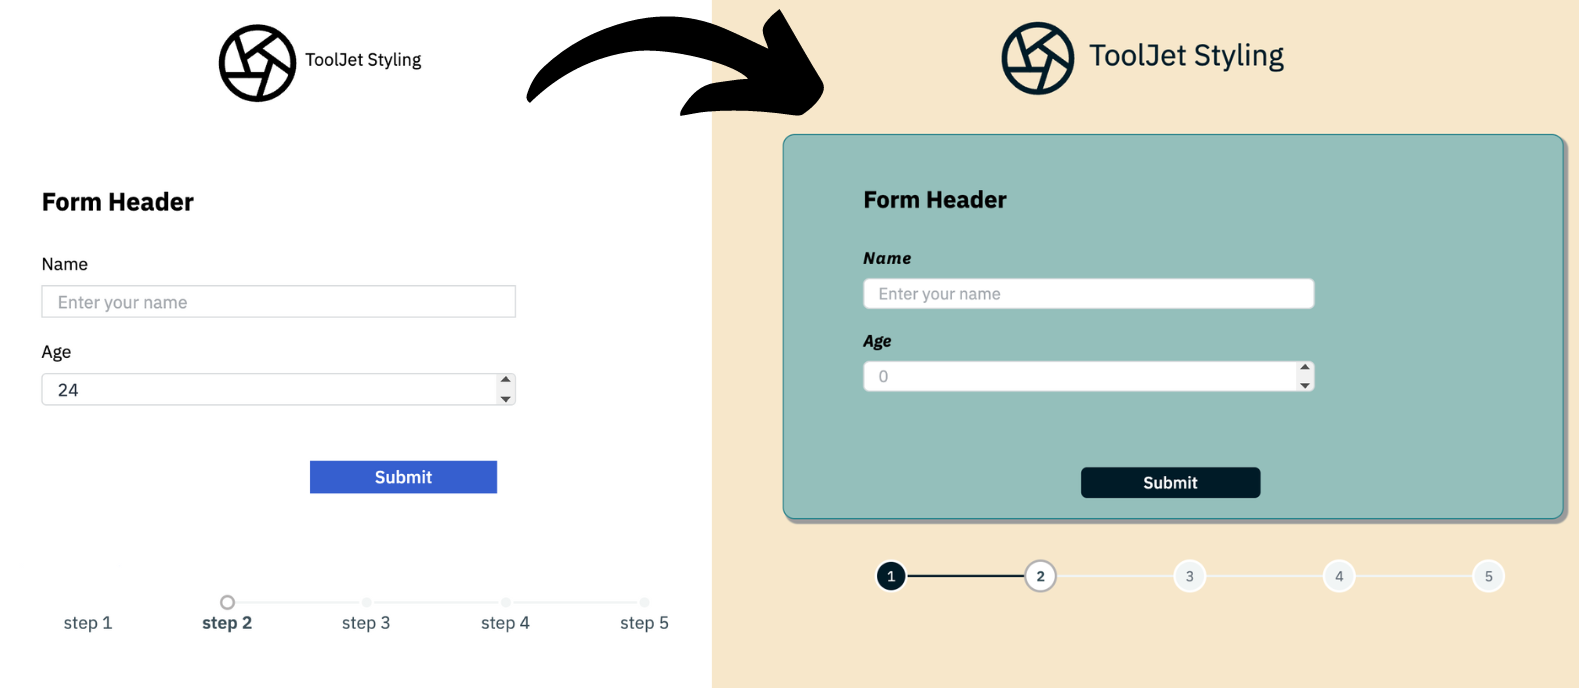 ToolJet Styling
Form Header
Name
Enter your name
Age
24
Submit
step 1
step 2
step 3
step 4
step 5
ToolJet Styling
Form Header
Name
Enter your name
Age
0
Submit
1
2
3
4
5